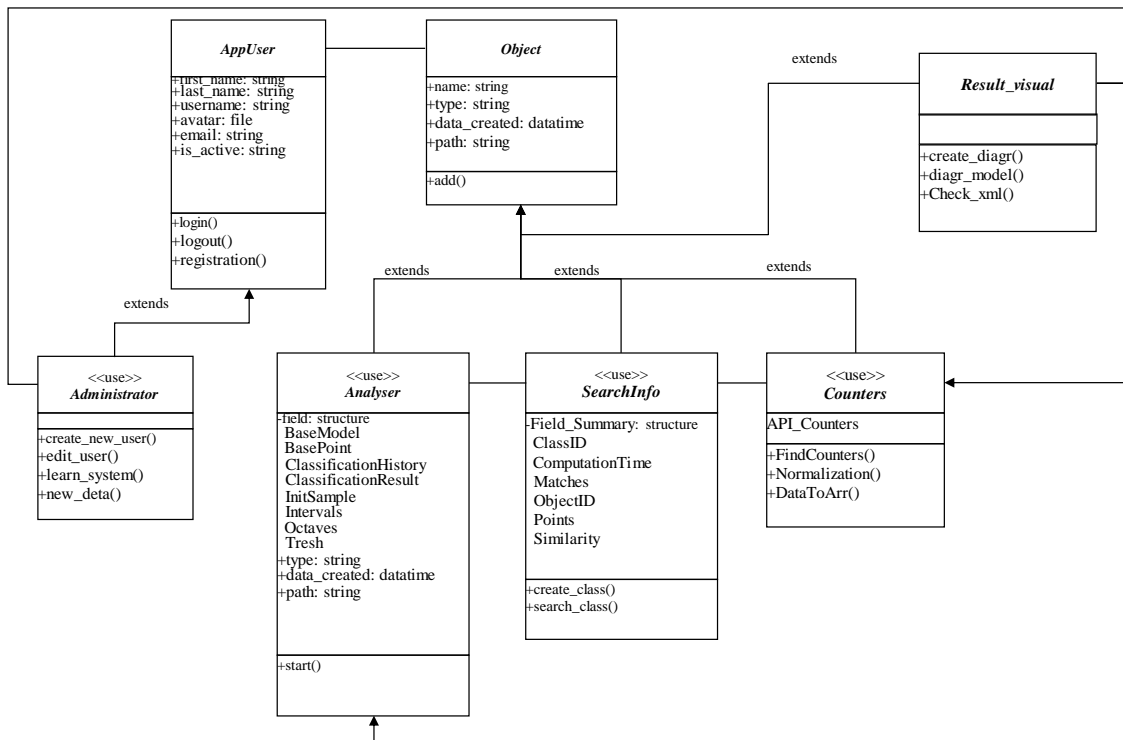 AppUser
+first_name: string
+last_name: string
+username: string
+avatar: file
+email: string
+is_active: string
+login()
+logout()
+registration()
Object
+name: string
+type: string
+data_created: datatime
+path: string
+add()
extends
Result_visual
+create_diagr()
+diagr_model()
+Check_xml()
extends
extends
extends
extends
<<use>>
Administrator
+create_new_user()
+edit_user()
+learn_system()
+new_deta()
<<use>>
Analyser
-field: structure
BaseModel
BasePoint
ClassificationHistory
ClassificationResult
InitSample
Intervals
Octaves
Tresh
+type: string
+data_created: datatime
+path: string
+start()
<<use>>
SearchInfo
-Field_Summary: structure
ClassID
ComputationTime
Matches
ObjectID
Points
Similarity
+create_class()
+search_class()
<<use>>
Counters
API_Counters
+FindCounters()
+Normalization()
+DataToArr()